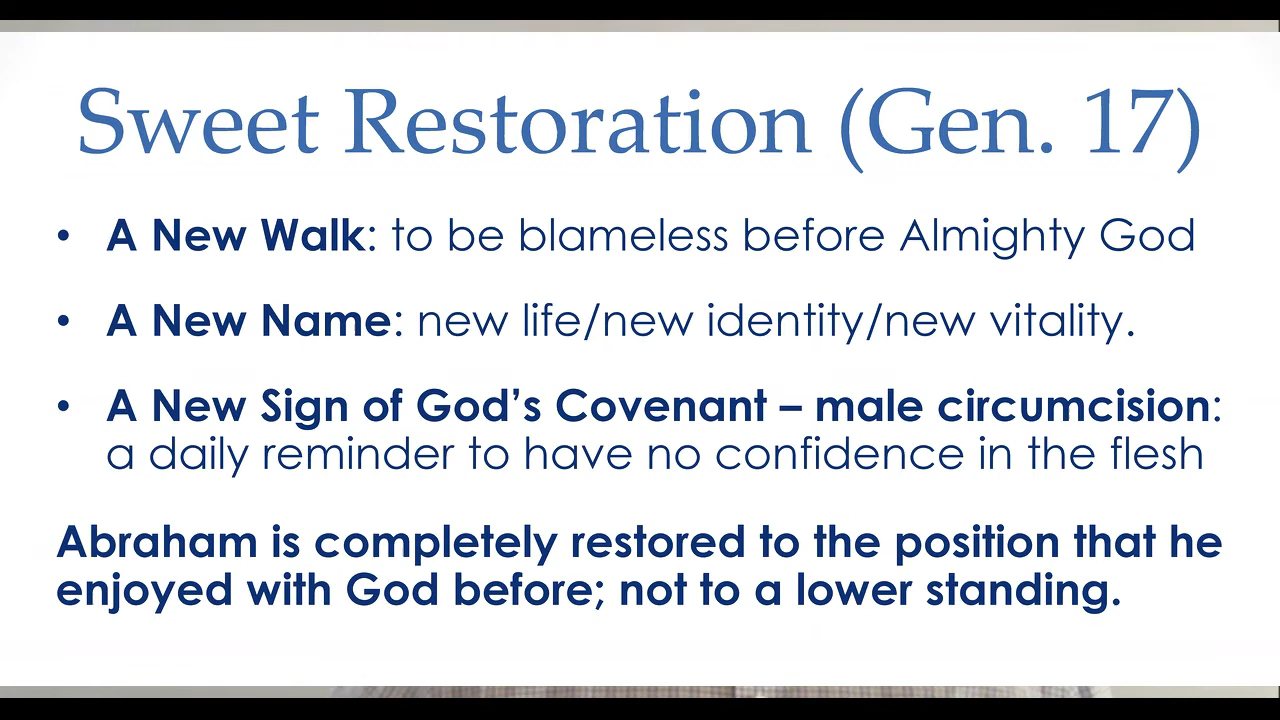 Sweet Restoration (Gen. 17)
• A New Walk: to be blameless before Almighty God
• A New Name: new life/new identity/new vitality.
• A New Sign of God’s Covenant – male circumcision:
a daily reminder to have no confidence in the flesh
Abraham is completely restored to the position that he
enjoyed with God before; not to a lower standing.